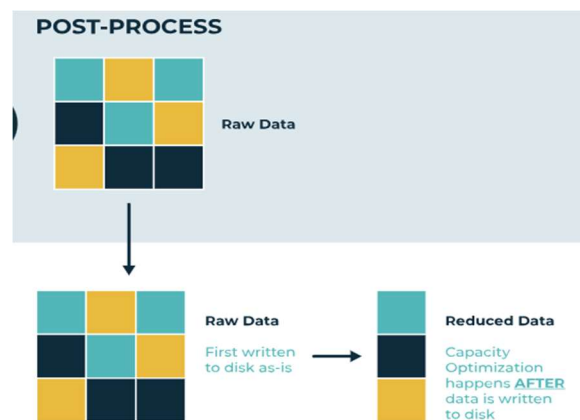 POST-PROCESS
Raw Data
Raw Data
First written
to disk as-is
Reduced Data
Capacity
Optimization
happens AFTER
data is written
to disk